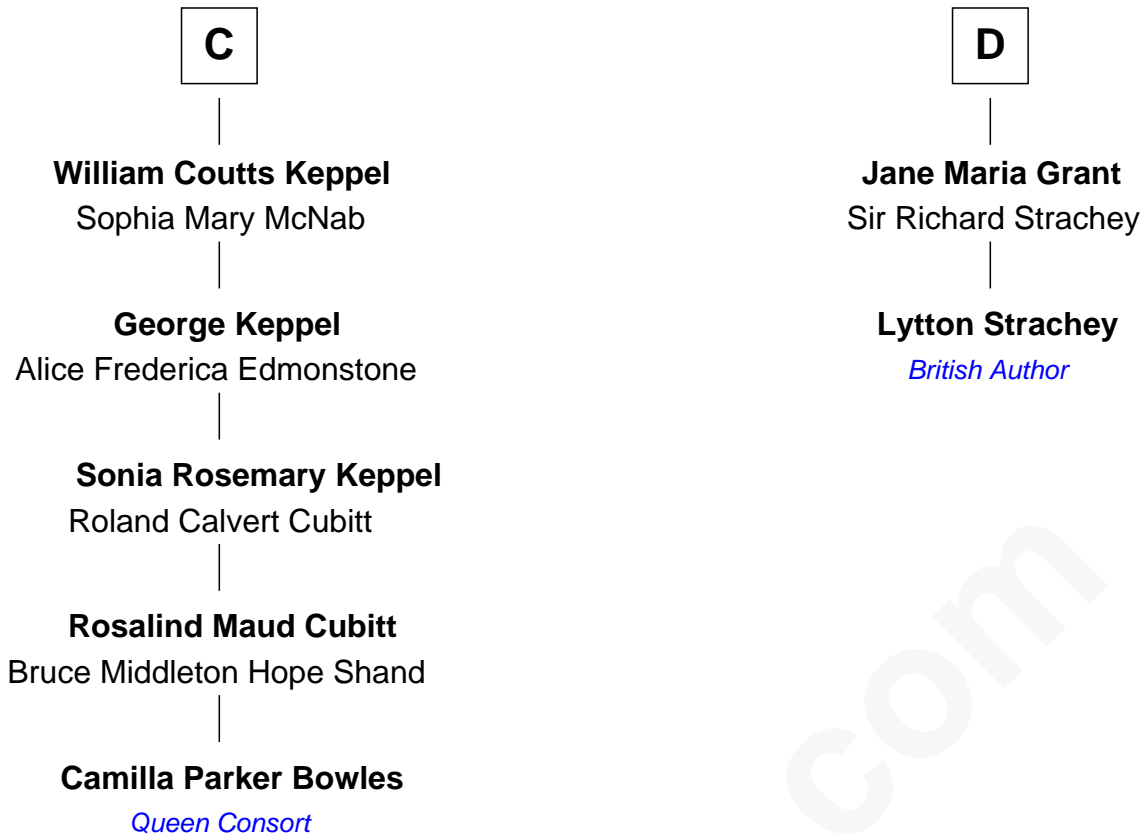 C
William Coutts Keppel
Sophia Mary McNab
George Keppel
Alice Frederica Edmonstone
Sonia Rosemary Keppel
Roland Calvert Cubitt
Rosalind Maud Cubitt
Bruce Middleton Hope Shand
Camilla Parker Bowles
Queen Consort
D
Jane Maria Grant
Sir Richard Strachey
Lytton Strachey
British Author
com